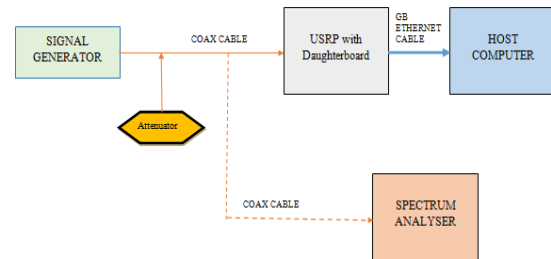 SIGNAL
GENERATOR
COAX CABLE
USRP with
Daughterboard
GB
ETHERNET
CABLE
HOST
COMPUTER
Attenuator
COAX CABLE
SPECTRUM
ANALYSER